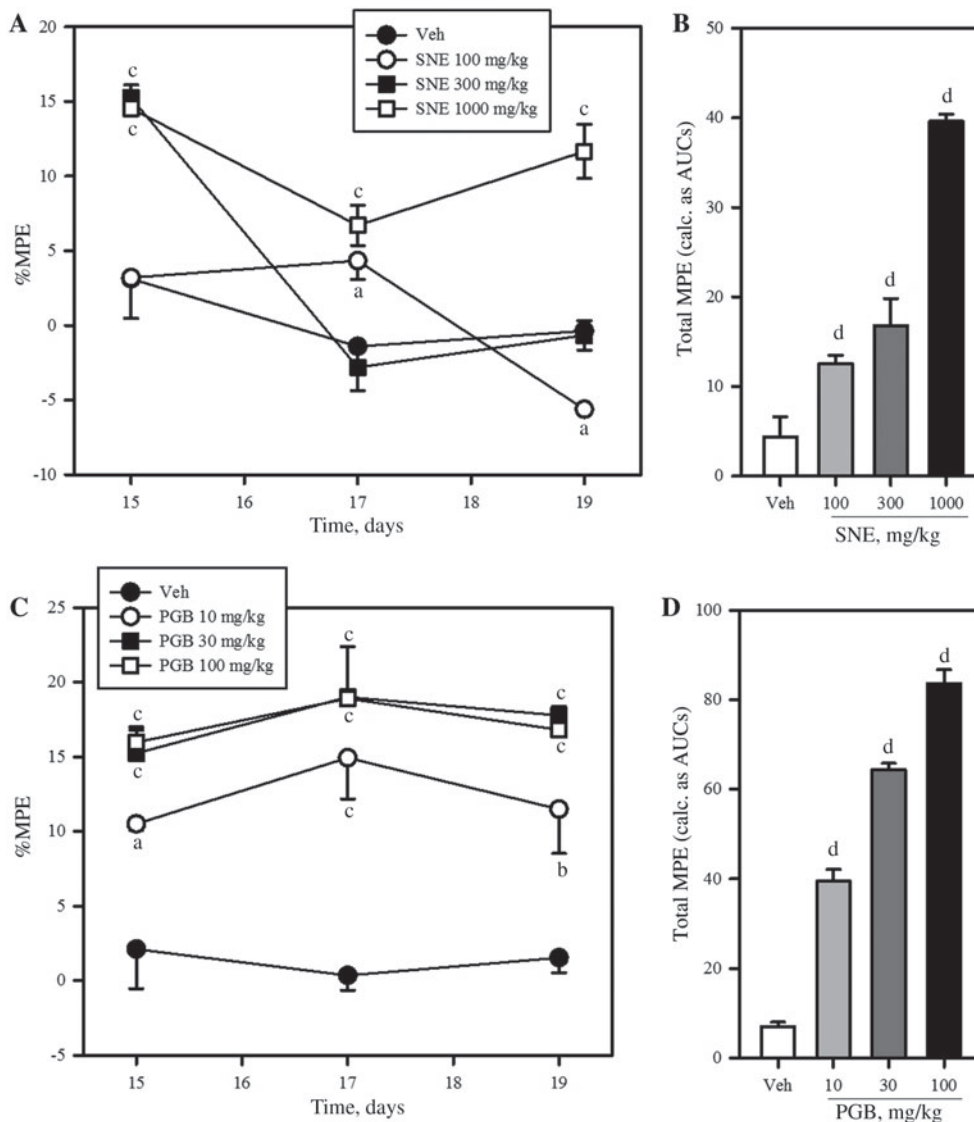 A
20
15
10
5
0
-5
-10
%MPE
15 16 17 18 19
Time, days
Veh
SNE 100 mg/kg
SNE 300 mg/kg
SNE 1000 mg/kg
c
c
c
a
c
a
B
50
40
30
20
10
0
Total MPE (calc. as AUCs)
d
d
d
Veh 100 300 1000
SNE, mg/kg
C
Veh
PGB 10 mg/kg
PGB 30 mg/kg
PGB 100 mg/kg
25
20
15
10
5
0
-5
%MPE
c
c
a
c
c
c
c
c
b
15 16 17 18 19
Time, days
D
100
80
60
40
20
0
Total MPE (calc. as AUCs)
d
d
d
Veh 10 30 100
PGB, mg/kg